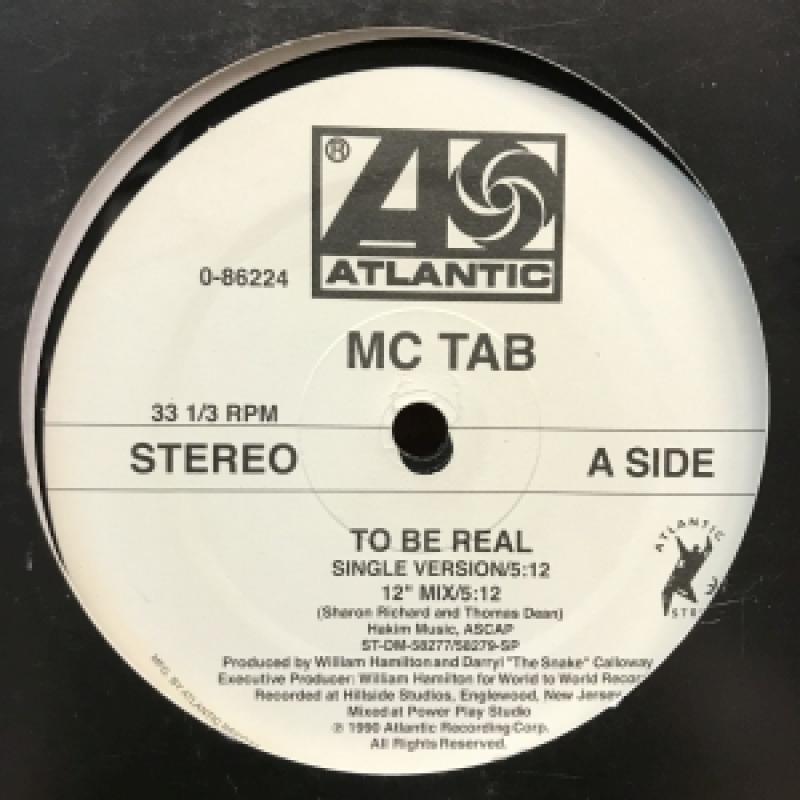 ®
ATLANTIC
0-86224
MC TAB
33 1/3 RPM
STEREO
A SIDE
TO BE REAL
SINGLE VERSION/5:12
12" MIX/5:12
(Sharon Richard and Thomas Dean)
Hakim Music, ASCAP
ST-DM-58277/58279-SP
Produced by William Hamilton and Darryl "The Snake" Calloway
Executive Producer: William Hamilton for World to World
Recorded at Hillside Studios, Englewood, New Jersey
Mixed at Power Play Studio
℗ 1990 Atlantic Recording Corp.
All Rights Reserved.
ATLANTIC
MFG. BY ATLANTIC